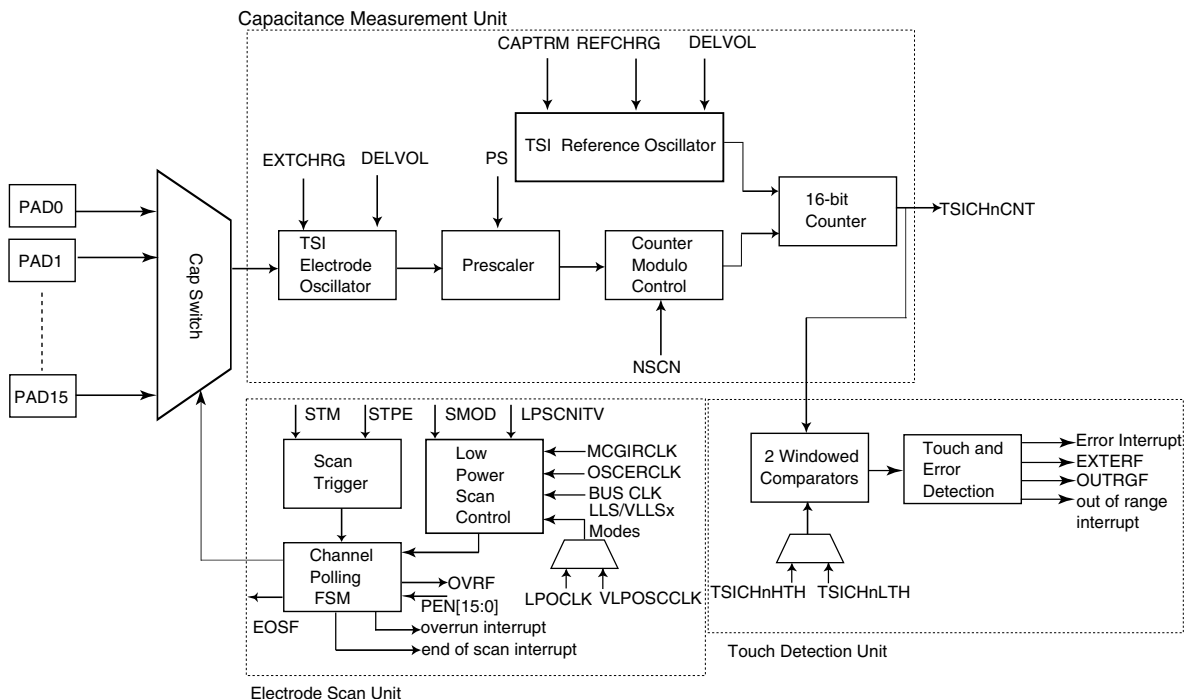 Capacitance Measurement Unit
CAPTRM REFCHRG DELVOL
TSI Reference Oscillator
EXTCHRG DELVOL PS
PAD0
PAD1
PAD15
Cap Switch
TSI
Electrode
Oscillator
Prescaler
Counter
Modulo
Control
16-bit
Counter
TSICHnCNT
NSCN
STM STPE SMOD LPSCNITV
Scan
Trigger
Low
Power
Scan
Control
MCGIRCLK
OSCERCLK
BUS CLK
LLS/VLLSx
Modes
LPOCLK VLPOSCCLK
Channel
Polling
FSM
OVRF
PEN[15:0]
EOSF
overrun interrupt
end of scan interrupt
Electrode Scan Unit
2 Windowed
Comparators
Touch and
Error
Detection
Error Interrupt
EXTERF
OUTRGF
out of range
interrupt
TSICHnHTH TSICHnLTH
Touch Detection Unit